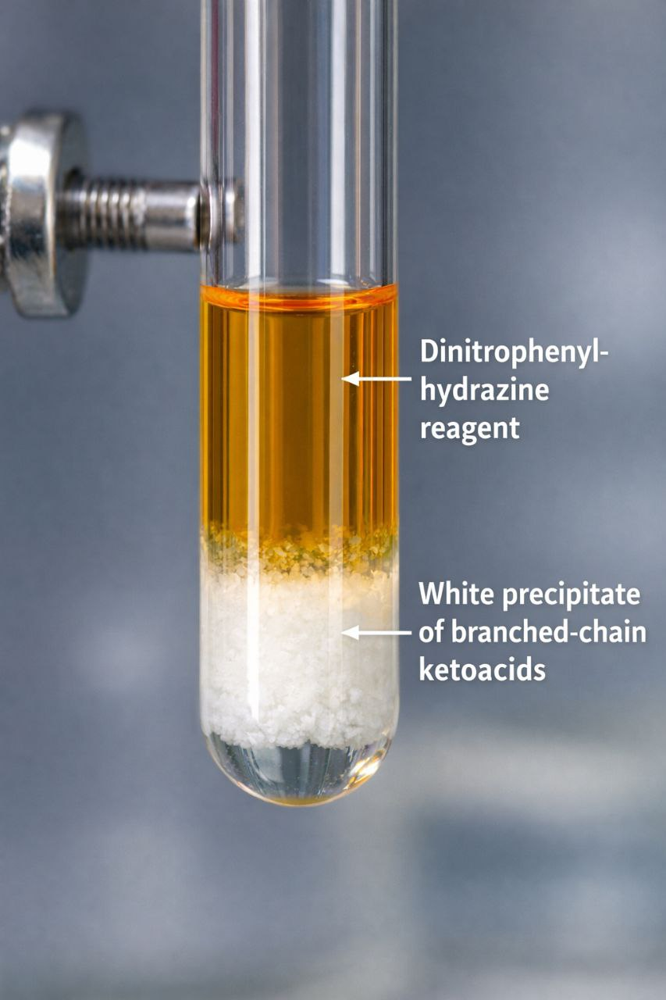 Dinitrophenyl-
hydrazine
reagent
White precipitate
of branched-chain
ketoacids